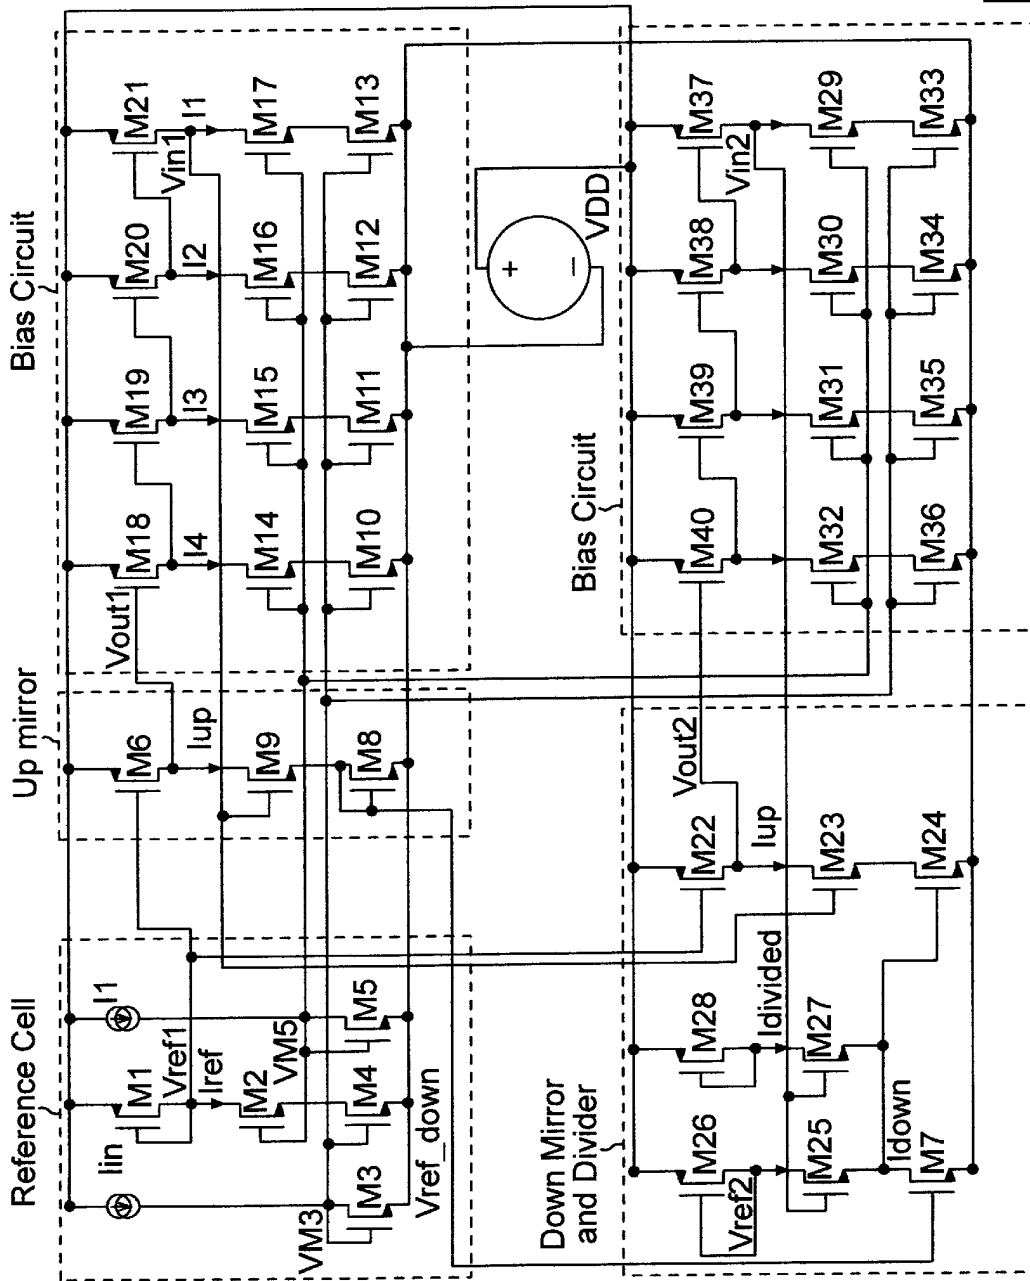 Reference Cell
Up mirror
Bias Circuit
Iin
M1
I1
Vref1
Iref
M2
VM5
M5
M4
VM3
M3
Vref_down
M6
Iup
M9
M8
Vout1
M18
M19
M20
M21
Vin1
I4
I3
I2
I1
M14
M15
M16
M17
M10
M11
M12
M13
VDD
+
–
Down Mirror
and Divider
Bias Circuit
M26
M28
M22
Vout2
Vref2
Idivided
Iup
M25
M27
M23
Idown
M7
M24
M40
M39
M38
M37
Vin2
M32
M31
M30
M29
M36
M35
M34
M33